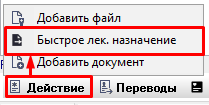 Добавить файл
Быстрое лек. назначение
Добавить документ
Действие Переводы